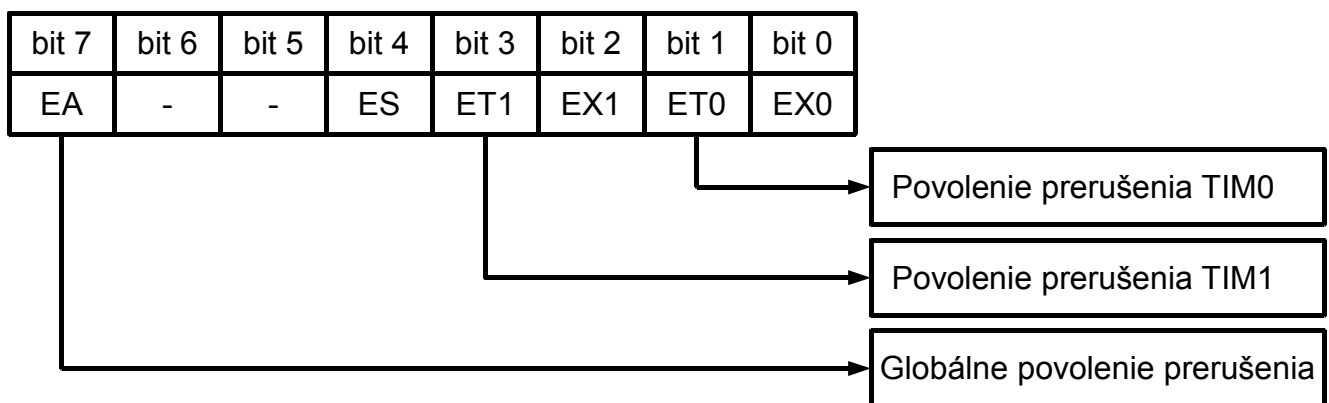 bit 7 bit 6 bit 5 bit 4 bit 3 bit 2 bit 1 bit 0
EA - - ES ET1 EX1 ET0 EX0
Povolenie prerušenia TIM0
Povolenie prerušenia TIM1
Globálne povolenie prerušenia